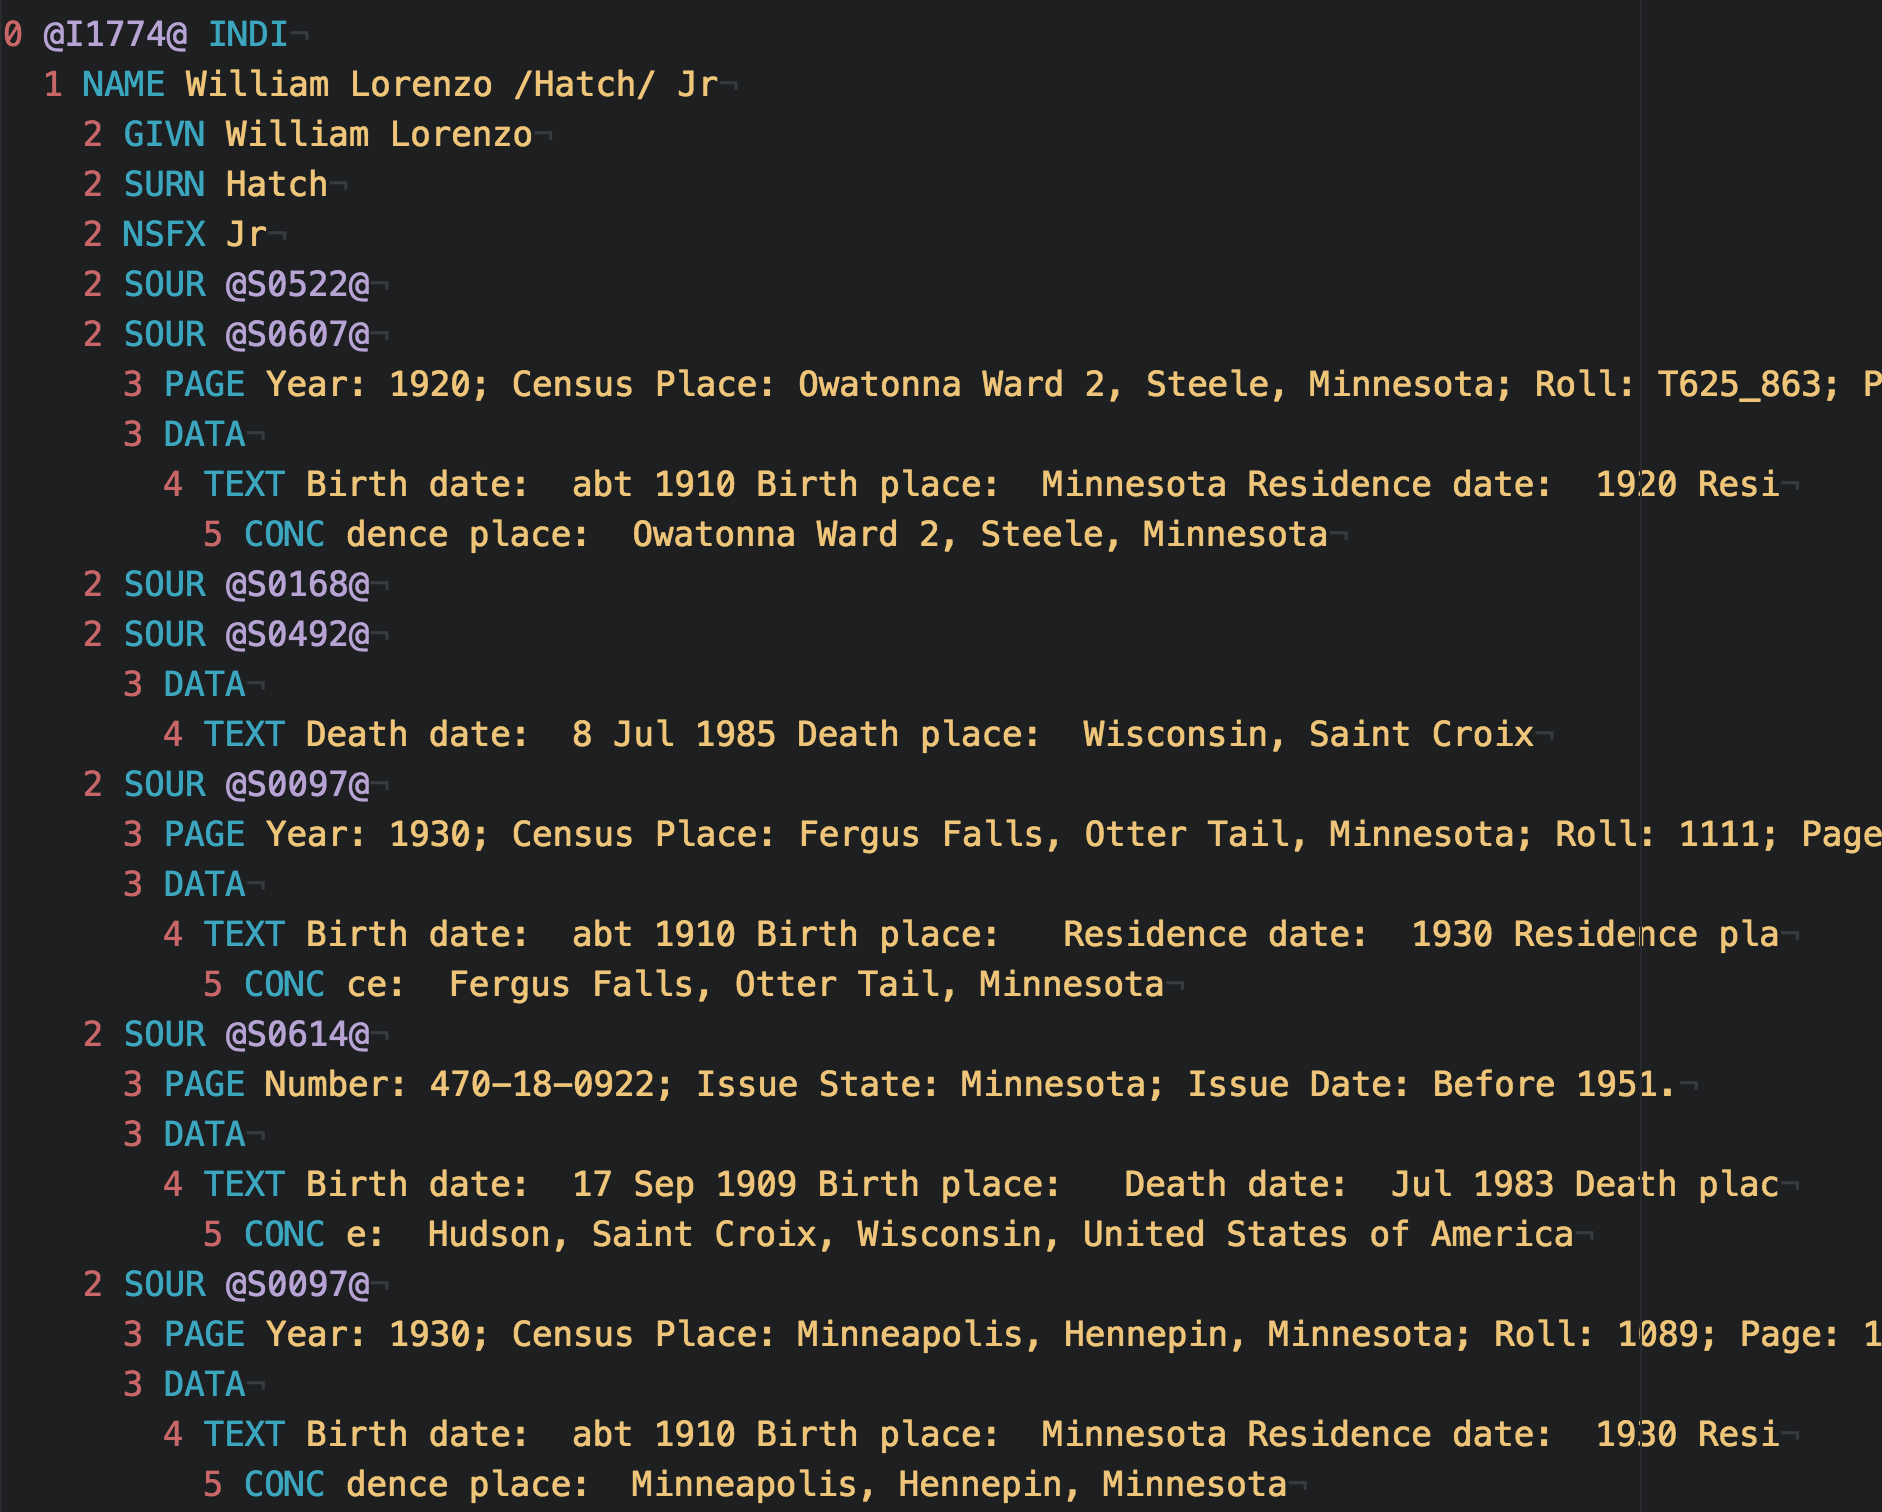 0 @I1774@ INDI¬
1 NAME William Lorenzo /Hatch/ Jr¬
2 GIVN William Lorenzo¬
2 SURN Hatch¬
2 NSFX Jr¬
2 SOUR @S0522@¬
2 SOUR @S0607@¬
3 PAGE Year: 1920; Census Place: Owatonna Ward 2, Steele, Minnesota; Roll: T625_863; P
3 DATA¬
4 TEXT Birth date:  abt 1910 Birth place:  Minnesota Residence date:  1920 Resi¬
5 CONC dence place:  Owatonna Ward 2, Steele, Minnesota¬
2 SOUR @S0168@¬
2 SOUR @S0492@¬
3 DATA¬
4 TEXT Death date:  8 Jul 1985 Death place:  Wisconsin, Saint Croix¬
2 SOUR @S0097@¬
3 PAGE Year: 1930; Census Place: Fergus Falls, Otter Tail, Minnesota; Roll: 1111; Page
3 DATA¬
4 TEXT Birth date:  abt 1910 Birth place:   Residence date:  1930 Residence pla¬
5 CONC ce:  Fergus Falls, Otter Tail, Minnesota¬
2 SOUR @S0614@¬
3 PAGE Number: 470-18-0922; Issue State: Minnesota; Issue Date: Before 1951.¬
3 DATA¬
4 TEXT Birth date:  17 Sep 1909 Birth place:   Death date:  Jul 1983 Death plac¬
5 CONC e:  Hudson, Saint Croix, Wisconsin, United States of America¬
2 SOUR @S0097@¬
3 PAGE Year: 1930; Census Place: Minneapolis, Hennepin, Minnesota; Roll: 1089; Page: 1
3 DATA¬
4 TEXT Birth date:  abt 1910 Birth place:  Minnesota Residence date:  1930 Resi¬
5 CONC dence place:  Minneapolis, Hennepin, Minnesota¬